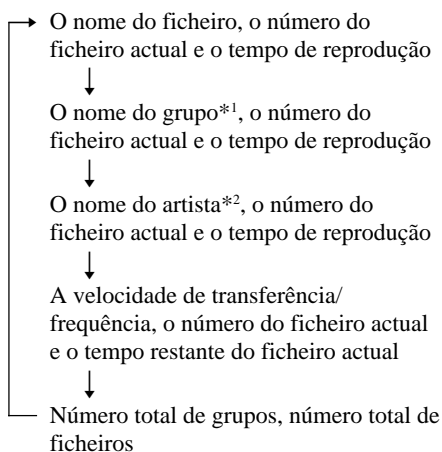 O nome do ficheiro, o número do
ficheiro actual e o tempo de reprodução
O nome do grupo*1, o número do
ficheiro actual e o tempo de reprodução
O nome do artista*2, o número do
ficheiro actual e o tempo de reprodução
A velocidade de transferência/
frequência, o número do ficheiro actual
e o tempo restante do ficheiro actual
Número total de grupos, número total de
ficheiros